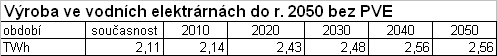 Výroba ve vodních elektrárnách do r. 2050 bez PVE
období současnost 2010 2020 2030 2040 2050
TWh 2,11 2,14 2,43 2,48 2,56 2,56